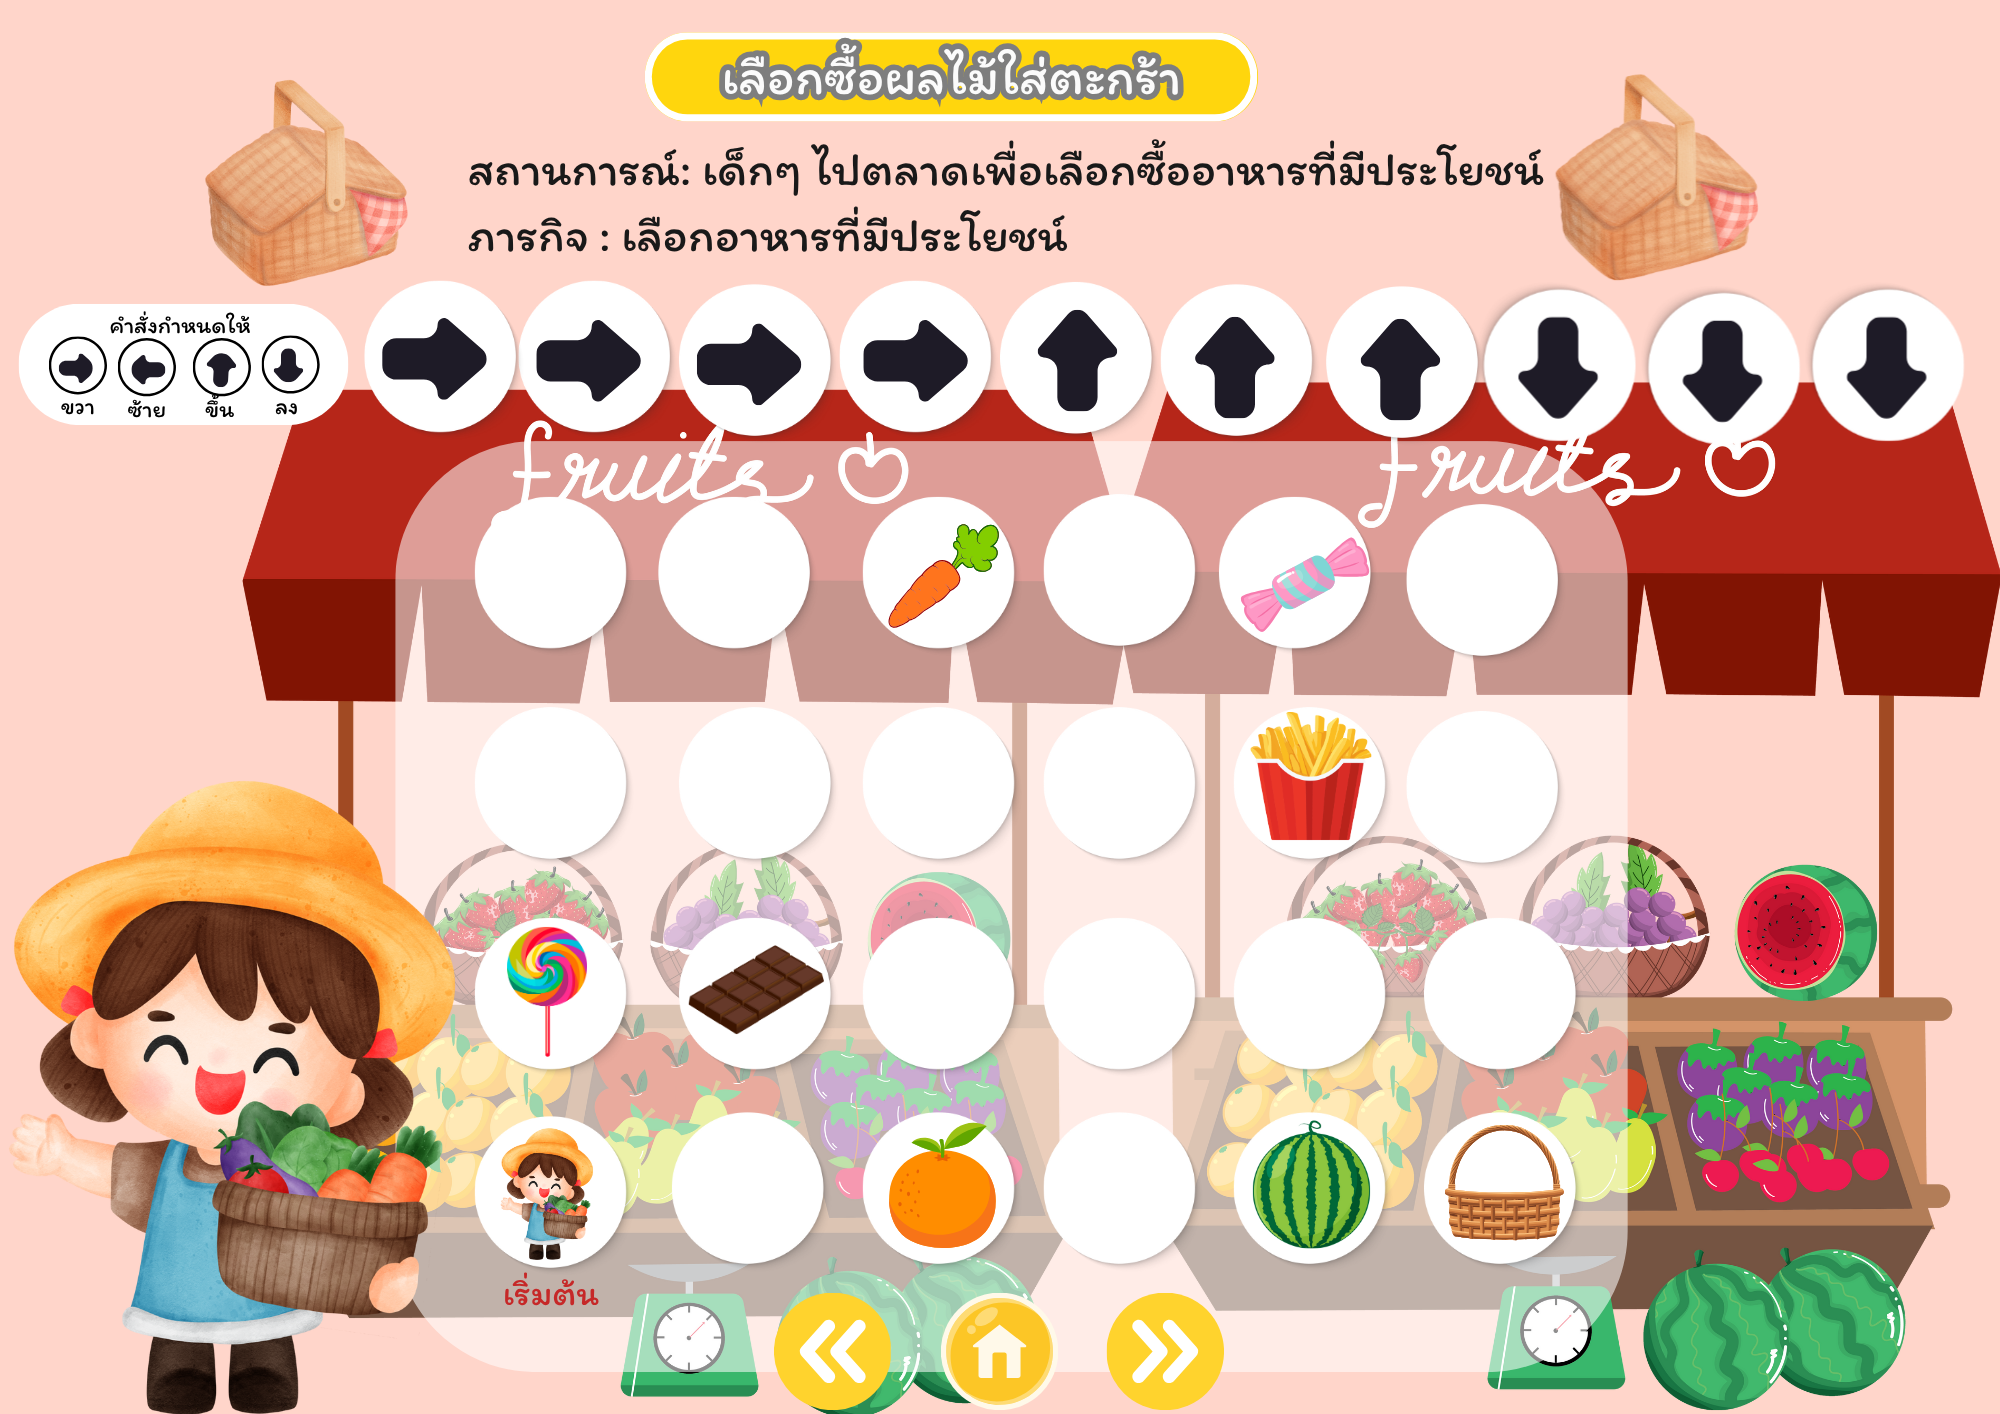 เลือกซื้อผลไม้ใส่ตะกร้า
สถานการณ์: เด็กๆ ไปตลาดเพื่อเลือกซื้ออาหารที่มีประโยชน์
ภารกิจ : เลือกอาหารที่มีประโยชน์
คำสั่งกำหนดให้
ขวา ซ้าย ขึ้น ลง
fruits fruits
เริ่มต้น